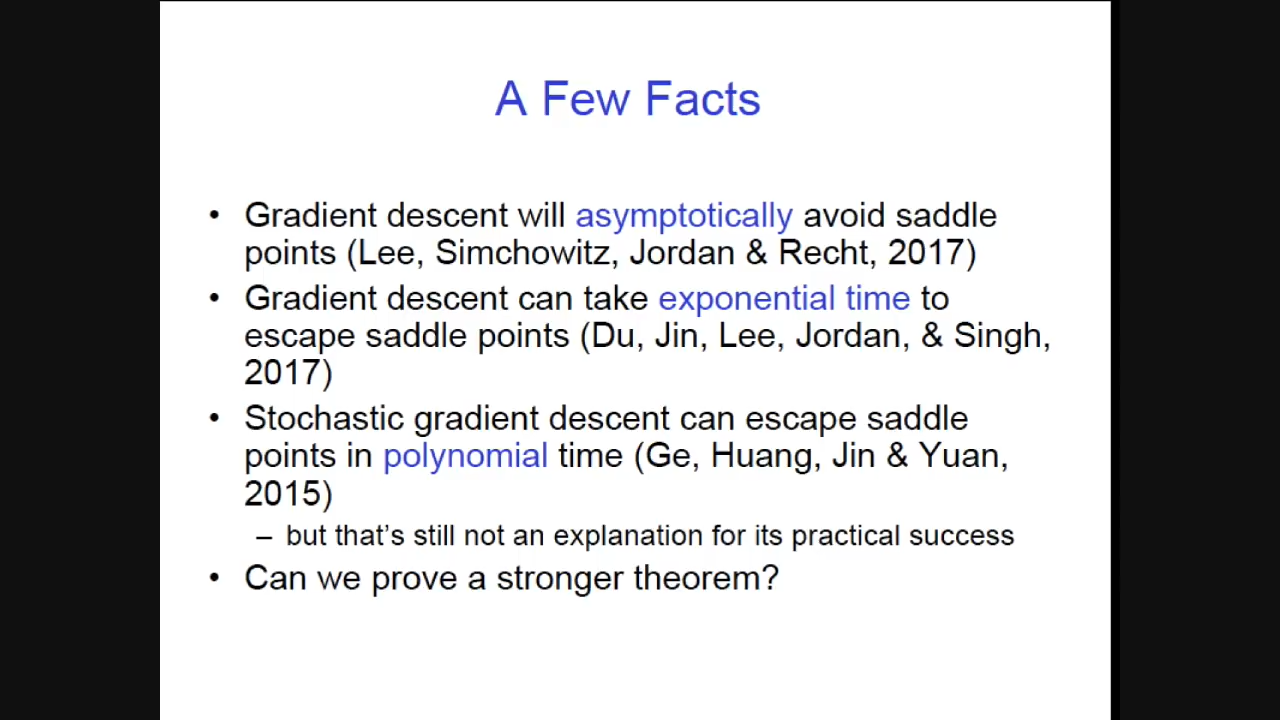 A Few Facts
• Gradient descent will asymptotically avoid saddle
points (Lee, Simchowitz, Jordan & Recht, 2017)
• Gradient descent can take exponential time to
escape saddle points (Du, Jin, Lee, Jordan, & Singh,
2017)
• Stochastic gradient descent can escape saddle
points in polynomial time (Ge, Huang, Jin & Yuan,
2015)
– but that's still not an explanation for its practical success
• Can we prove a stronger theorem?